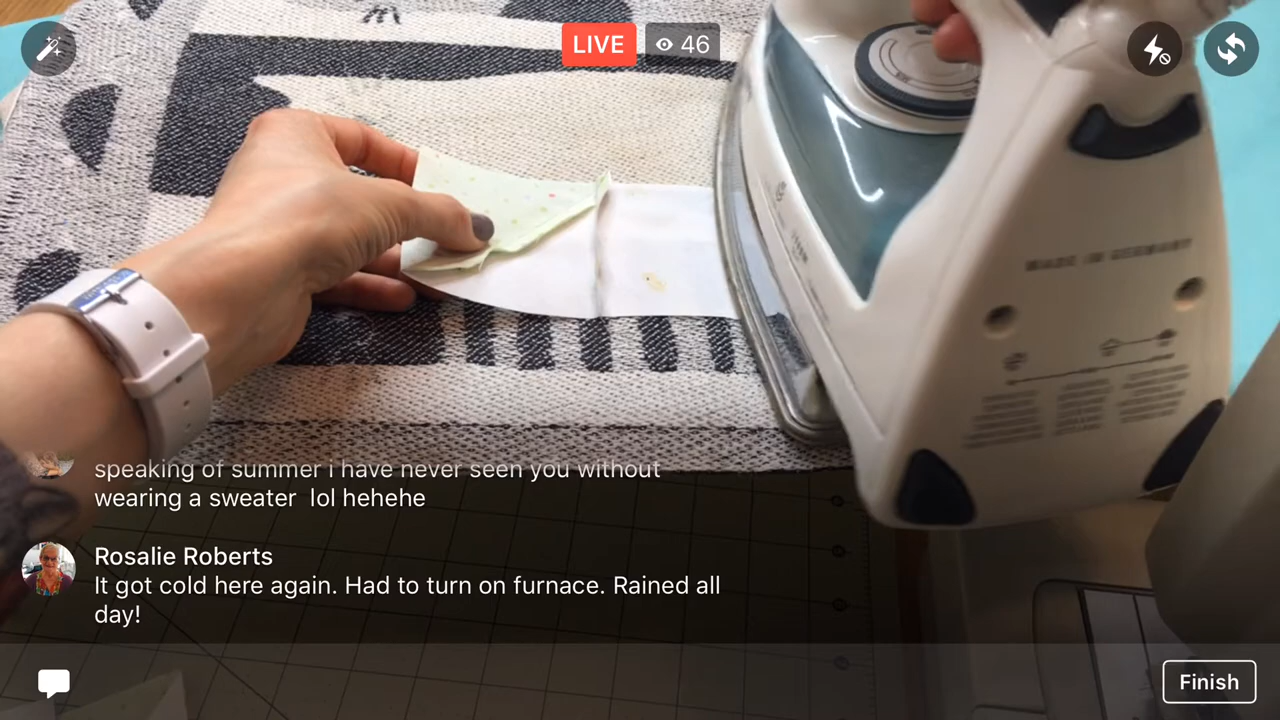 LIVE
46
speaking of summer i have never seen you without
wearing a sweater lol hehehe
Rosalie Roberts
It got cold here again. Had to turn on furnace. Rained all
day!
MADE IN GERMANY
Finish